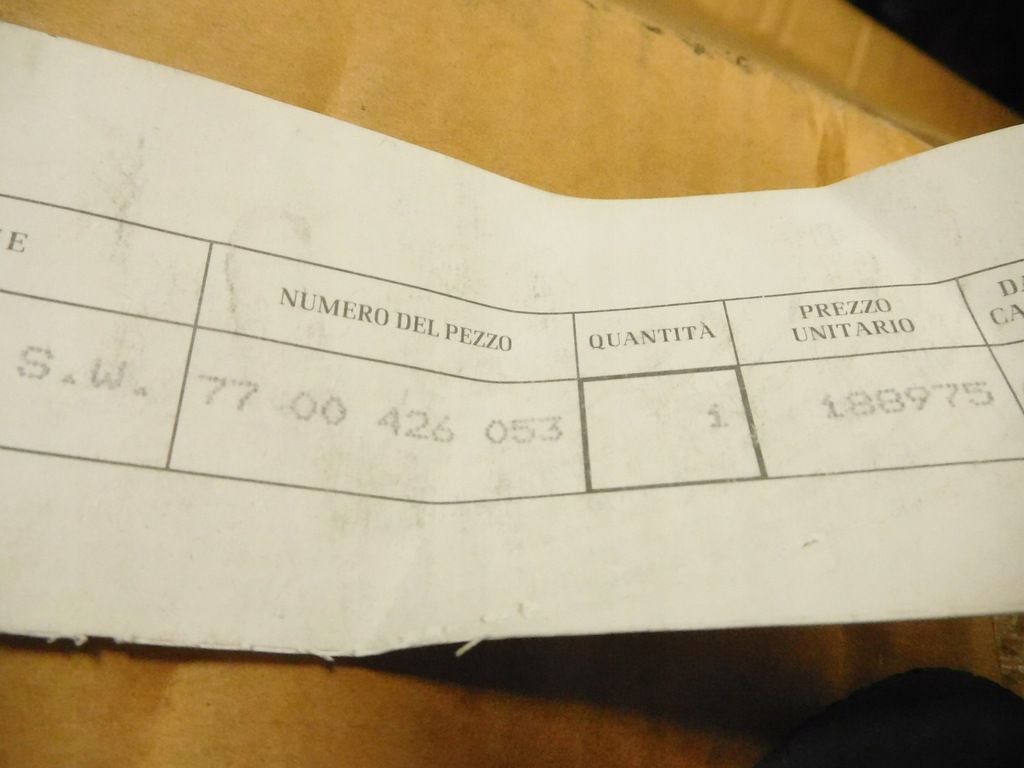 E
NUMERO DEL PEZZO
QUANTITÀ
PREZZO
UNITARIO
S.W.
77 00 426 053
1
188975